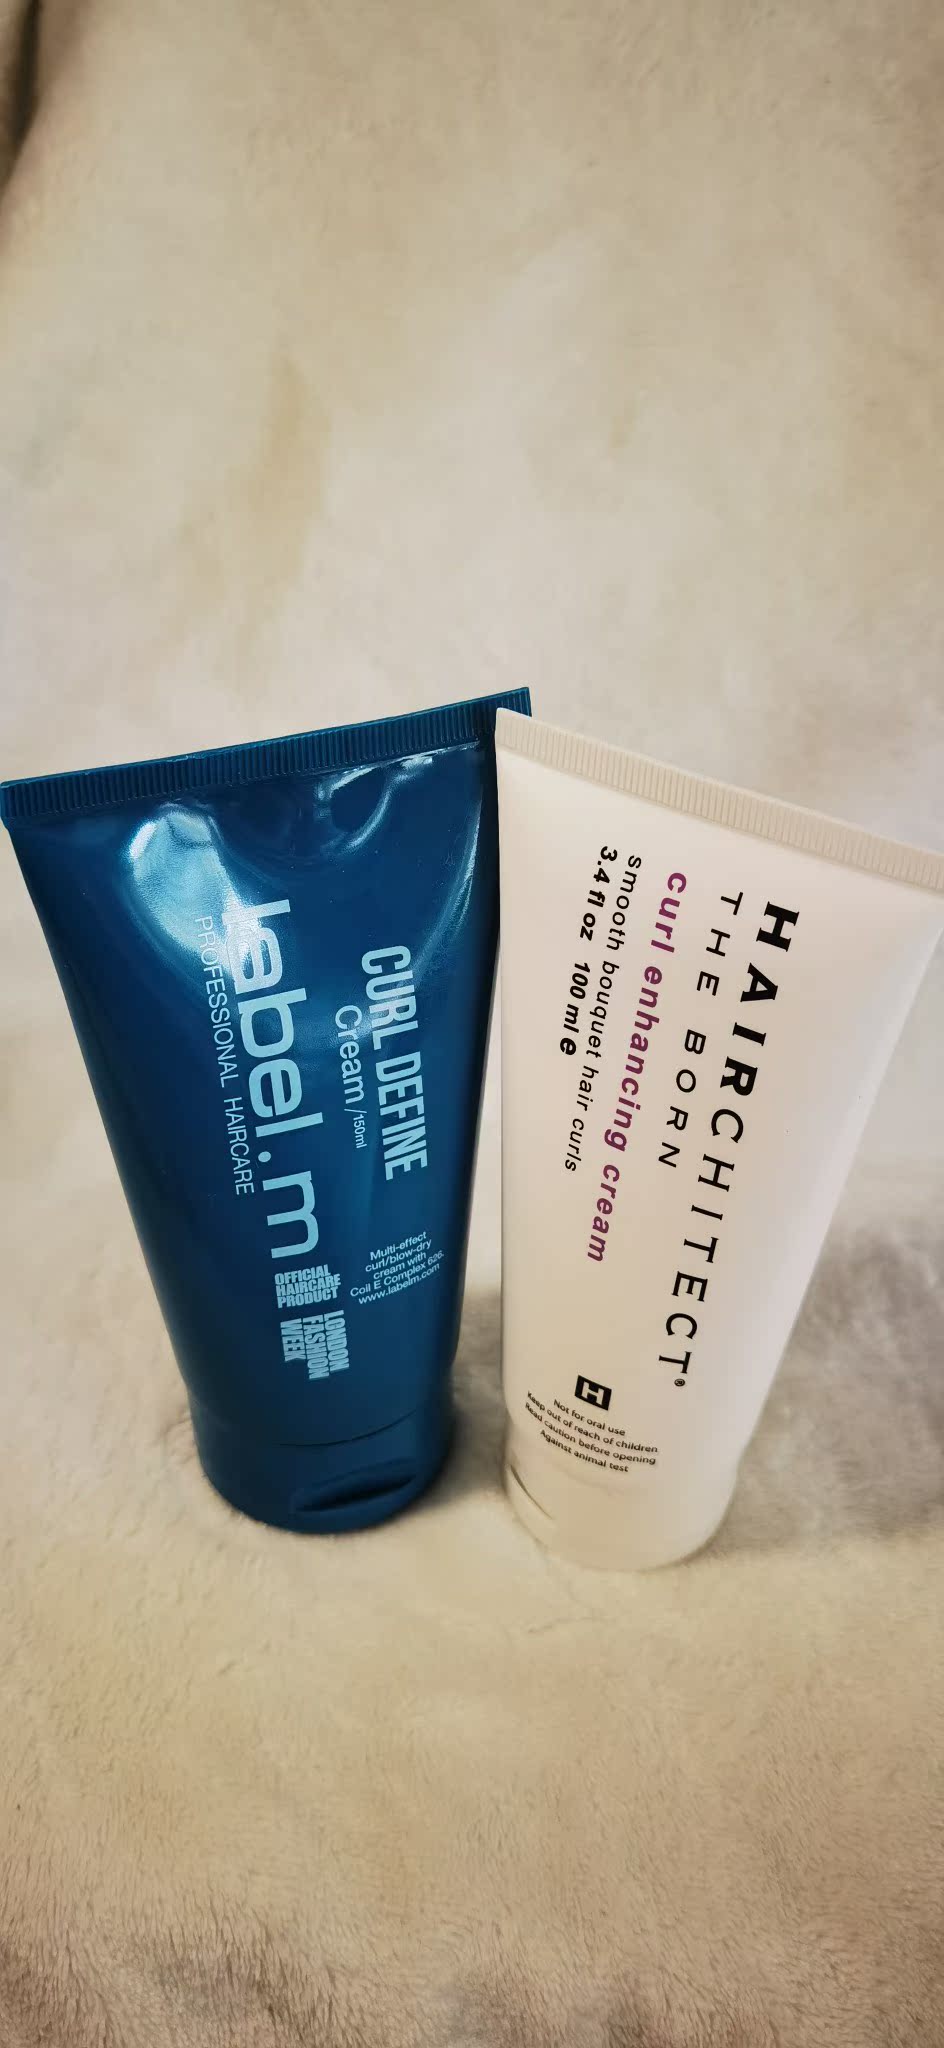 label.m
PROFESSIONAL HAIRCARE
CURL DEFINE
Cream /150ml
OFFICIAL
HAIRCARE
PRODUCT
LONDON
FASHION
WEEK
Multi-effect
curl/blow-dry
cream with
Coil E Complex 626.
www.labelm.com
HAIRCHITECT®
THE BORN
curl enhancing cream
smooth bouquet hair curls
3.4 fl oz 100 ml e
H
Not for oral use
Keep out of reach of children
Read caution before opening
Against animal test